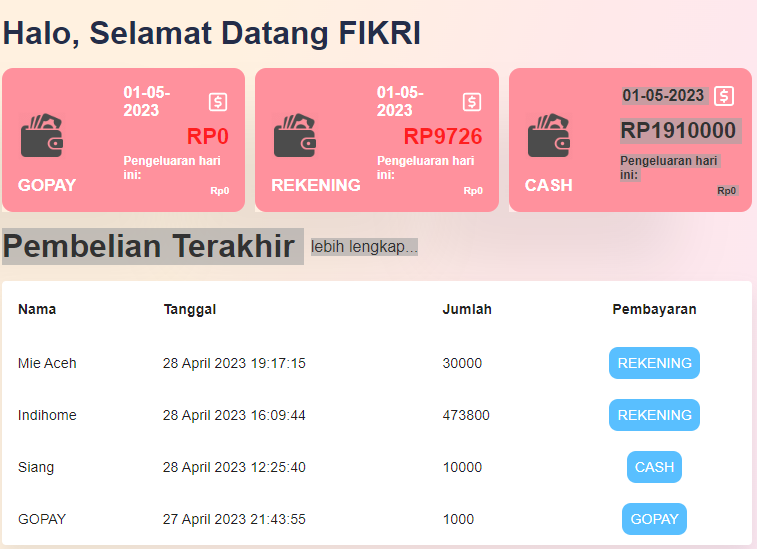 Halo, Selamat Datang FIKRI
01-05-
2023
RP0
Pengeluaran hari
ini:
Rp0
GOPAY
01-05-
2023
RP9726
Pengeluaran hari
ini:
Rp0
REKENING
01-05-2023
RP1910000
Pengeluaran hari
ini:
Rp0
CASH
Pembelian Terakhir lebih lengkap...
Nama Tanggal Jumlah Pembayaran
Mie Aceh 28 April 2023 19:17:15 30000 REKENING
Indihome 28 April 2023 16:09:44 473800 REKENING
Siang 28 April 2023 12:25:40 10000 CASH
GOPAY 27 April 2023 21:43:55 1000 GOPAY